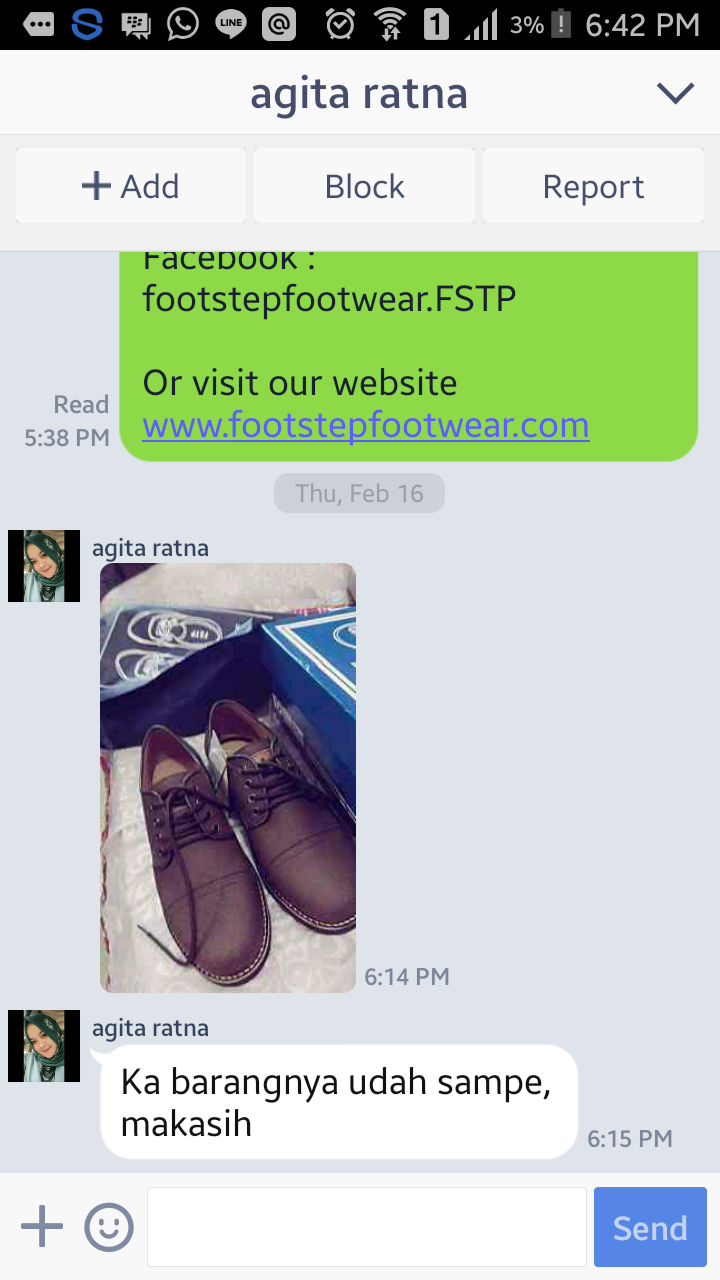 LINE
1
3%
6:42 PM
agita ratna
+ Add
Block
Report
Facebook :
footstepfootwear.FSTP
Or visit our website
www.footstepfootwear.com
Read
5:38 PM
Thu, Feb 16
agita ratna
6:14 PM
agita ratna
Ka barangnya udah sampe,
makasih
6:15 PM
Send